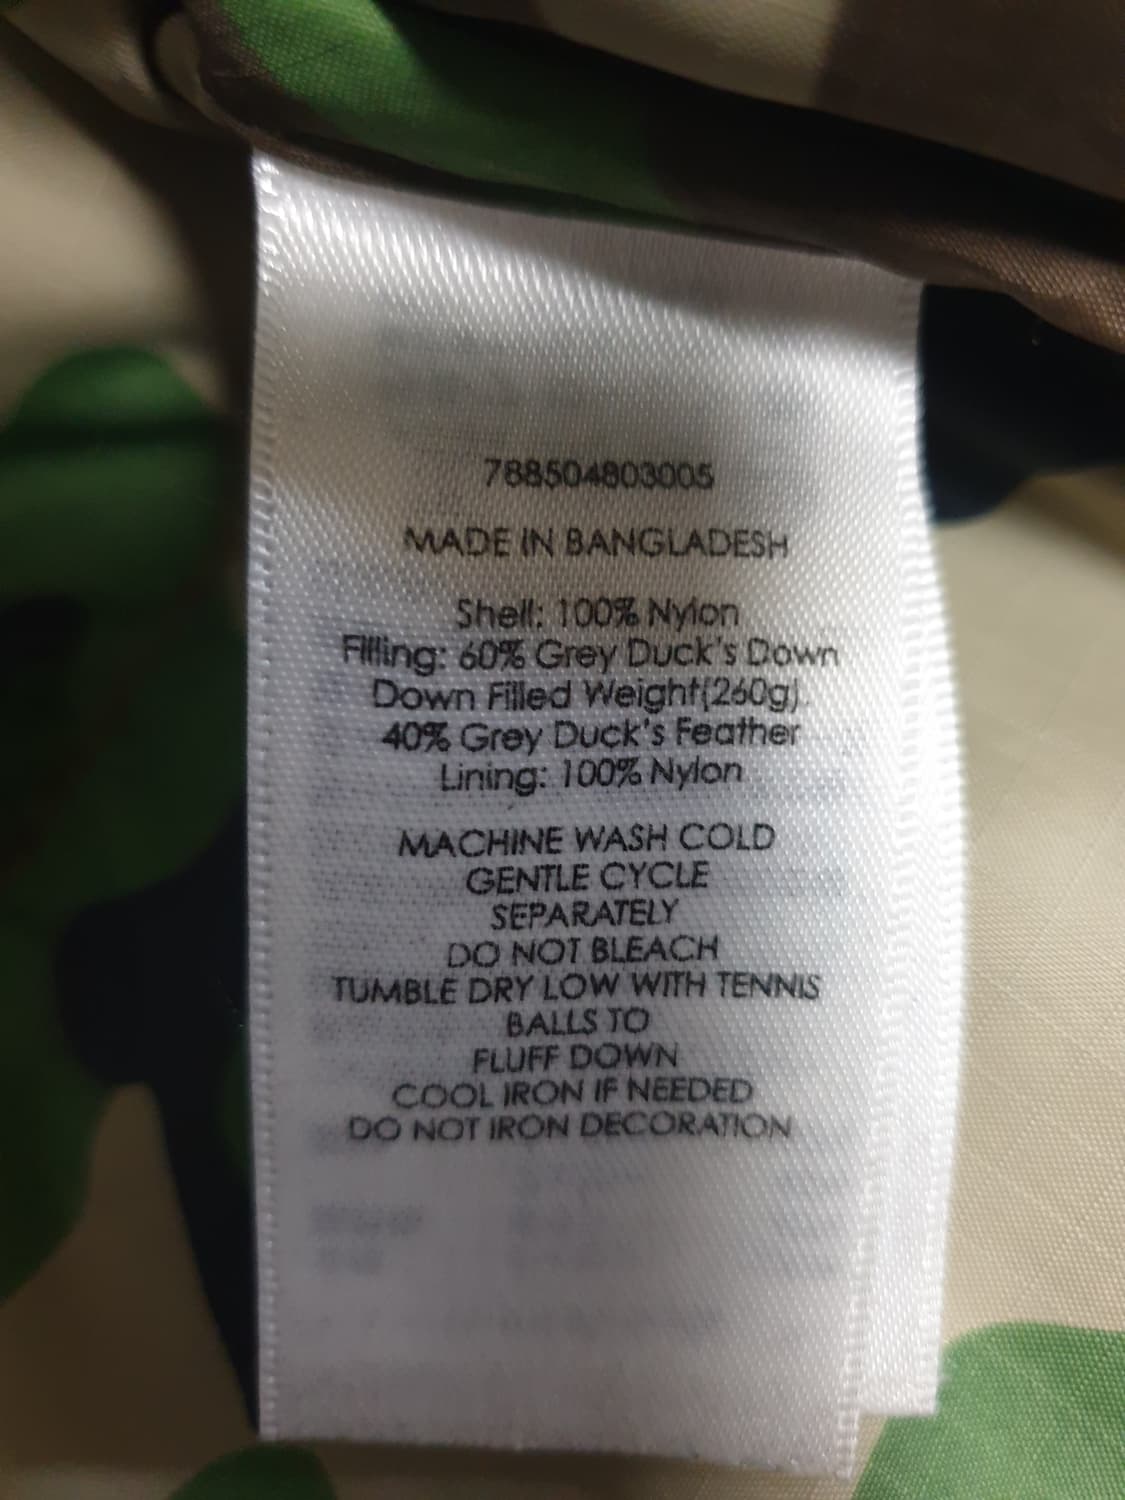 788504803005
MADE IN BANGLADESH
Shell: 100% Nylon
Filling: 60% Grey Duck's Down
Down Filled Weight(260g).
40% Grey Duck's Feather
Lining: 100% Nylon
MACHINE WASH COLD
GENTLE CYCLE
SEPARATELY
DO NOT BLEACH
TUMBLE DRY LOW WITH TENNIS
BALLS TO
FLUFF DOWN
COOL IRON IF NEEDED
DO NOT IRON DECORATION